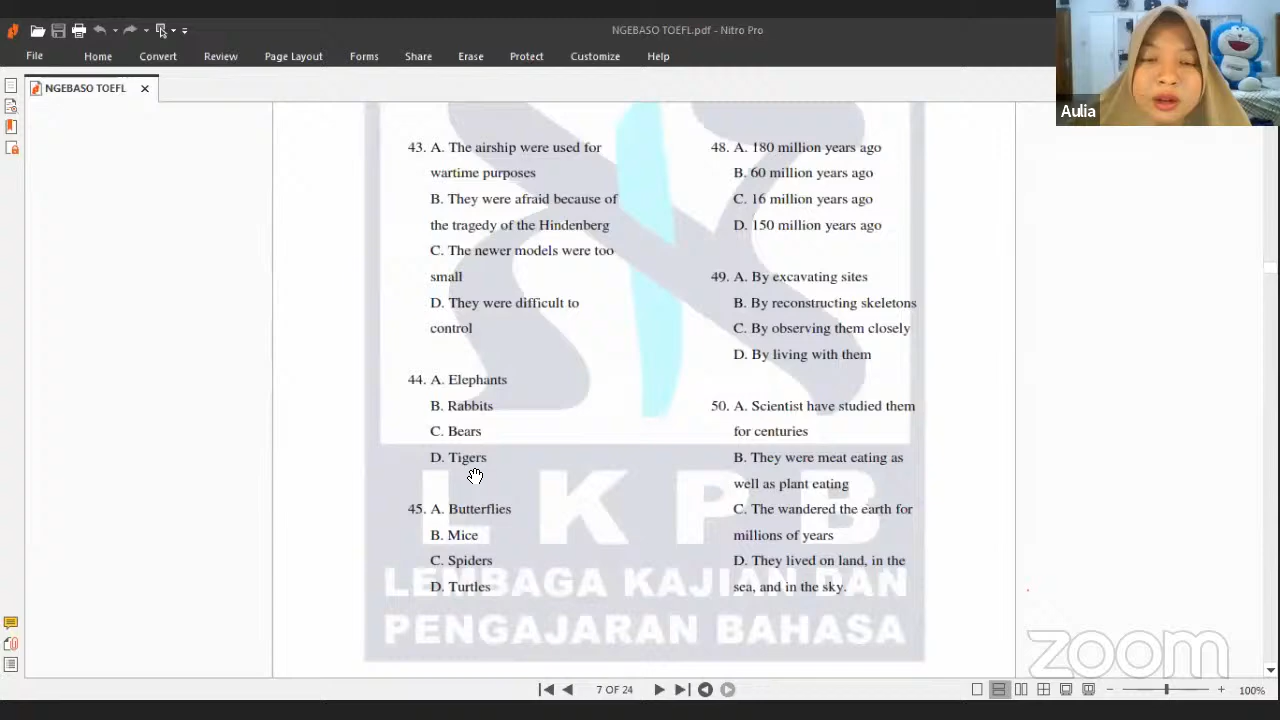 NGEBASO TOEFL.pdf - Nitro Pro
File Home Convert Review Page Layout Forms Share Erase Protect Customize Help
NGEBASO TOEFL
Aulia
43. A. The airship were used for
wartime purposes
B. They were afraid because of
the tragedy of the Hindenberg
C. The newer models were too
small
D. They were difficult to
control
44. A. Elephants
B. Rabbits
C. Bears
D. Tigers
45. A. Butterflies
B. Mice
C. Spiders
D. Turtles
48. A. 180 million years ago
B. 60 million years ago
C. 16 million years ago
D. 150 million years ago
49. A. By excavating sites
B. By reconstructing skeletons
C. By observing them closely
D. By living with them
50. A. Scientist have studied them
for centuries
B. They were meat eating as
well as plant eating
C. The wandered the earth for
millions of years
D. They lived on land, in the
sea, and in the sky.
LKPB
LEMBAGA KAJIAN DAN
PENGAJARAN BAHASA
zoom
7 OF 24
100%